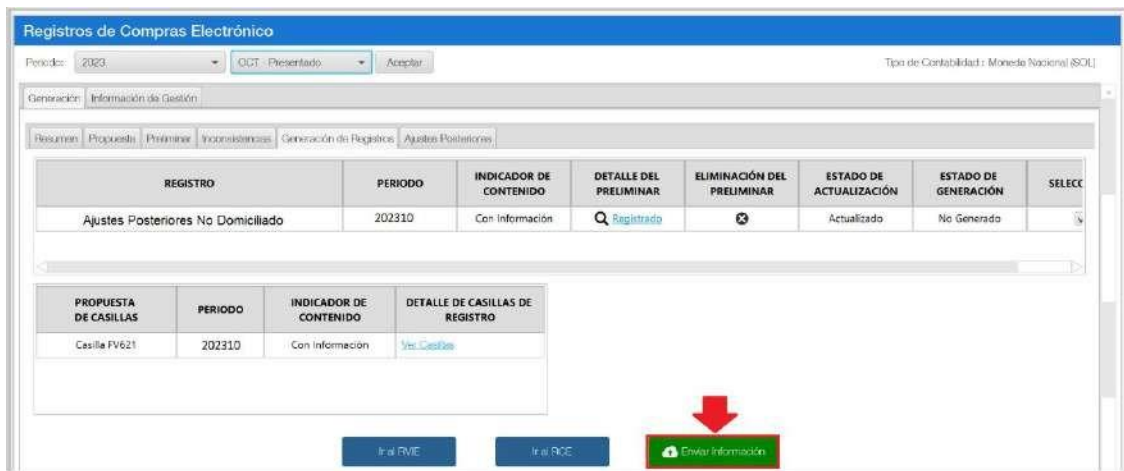 Registros de Compras Electrónico
Periodo: 2023 OCT - Presentado Aceptar Tipo de Contabilidad : Moneda Nacional (SOL)
Generación Información de Gestión
Resumen Propuesta Preliminar Inconsistencias Generación de Registros Ajustes Posteriores
REGISTRO PERIODO INDICADOR DE CONTENIDO DETALLE DEL PRELIMINAR ELIMINACIÓN DEL PRELIMINAR ESTADO DE ACTUALIZACIÓN ESTADO DE GENERACIÓN SELECC
Ajustes Posteriores No Domiciliado 202310 Con Información Registrado Actualizado No Generado
PROPUESTA DE CASILLAS PERIODO INDICADOR DE CONTENIDO DETALLE DE CASILLAS DE REGISTRO
Casilla FV621 202310 Con Información Ver Casillas
Ir al RVIE Ir al RCE Enviar Información